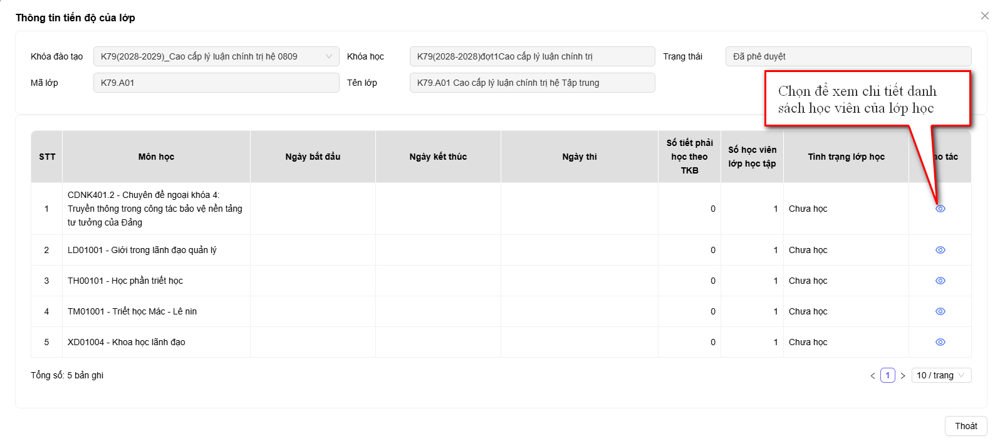 Thông tin tiến độ của lớp
Khóa đào tạo K79(2028-2029)_Cao cấp lý luận chính trị hệ 0809 Khóa học K79(2028-2028)đợt1Cao cấp lý luận chính trị Trạng thái Đã phê duyệt
Mã lớp K79.A01 Tên lớp K79.A01 Cao cấp lý luận chính trị hệ Tập trung
Chọn để xem chi tiết danh
sách học viên của lớp học
STT Môn học Ngày bắt đầu Ngày kết thúc Ngày thi Số tiết phải
học theo
TKB
Số học viên
lớp học tập
Tình trạng lớp học tác
1 CDNK401.2 - Chuyên đề ngoại khóa 4:
Truyền thông trong công tác bảo vệ nền tảng
tư tưởng của Đảng
0 1 Chưa học
2 LD01001 - Giới trong lãnh đạo quản lý 0 1 Chưa học
3 TH00101 - Học phần triết học 0 1 Chưa học
4 TM01001 - Triết học Mác - Lê nin 0 1 Chưa học
5 XD01004 - Khoa học lãnh đạo 0 1 Chưa học
Tổng số: 5 bản ghi
< 1 > 10 / trang
Thoát